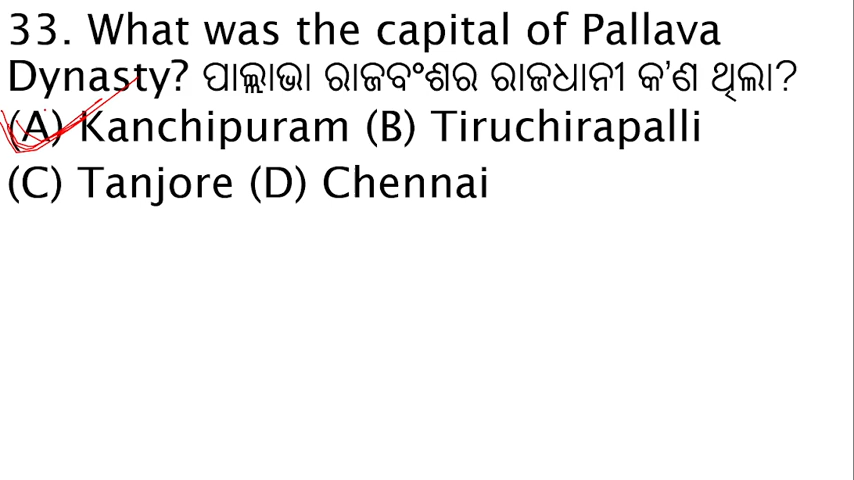 33. What was the capital of Pallava
Dynasty? ପାଲ୍ଲାଭା ରାଜବଂଶର ରାଜଧାନୀ କ'ଣ ଥିଲା?
(A) Kanchipuram (B) Tiruchirapalli
(C) Tanjore (D) Chennai